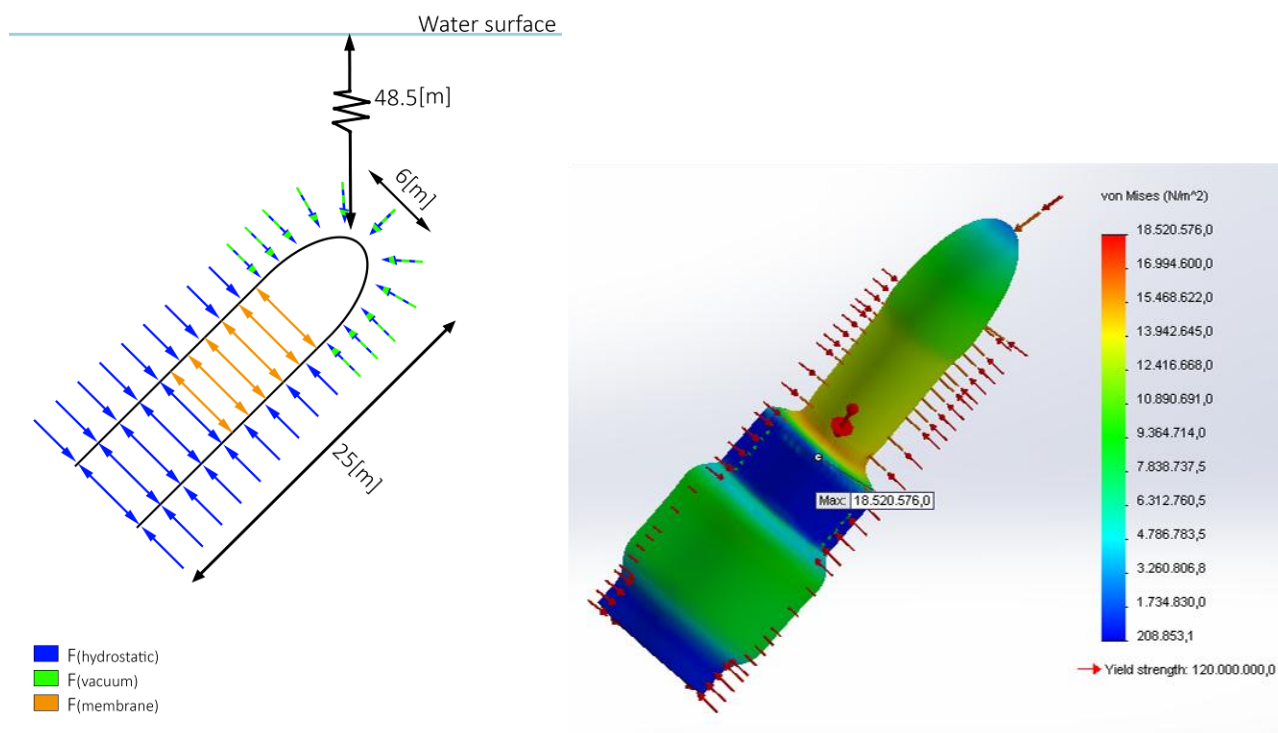 Water surface
48.5[m]
6[m]
25[m]
F(hydrostatic)
F(vacuum)
F(membrane)
von Mises (N/m^2)
18.520.576,0
16.994.600,0
15.468.622,0
13.942.645,0
12.416.668,0
10.890.691,0
9.364.714,0
7.838.737,5
6.312.760,5
4.786.783,5
3.260.806,8
1.734.830,0
208.853,1
Yield strength: 120.000.000,0
Max: 18.520.576,0